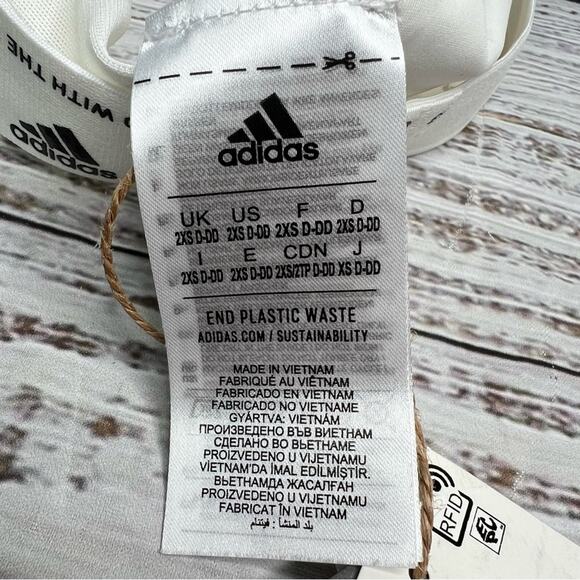 WITH THE
adidas
UK US F D
2XS D-DD 2XS D-DD 2XS D-DD 2XS D-DD
I E CDN J
2XS D-DD 2XS D-DD 2XS/2TP D-DD XS D-DD
END PLASTIC WASTE
ADIDAS.COM / SUSTAINABILITY
MADE IN VIETNAM
FABRIQUÉ AU VIÊTNAM
FABRICADO EN VIETNAM
FABRICADO NO VIETNAME
GYÁRTVA: VIETNÁM
ПРОИЗВЕДЕНО ВЪВ ВИЕТНАМ
СДЕЛАНО ВО ВЬЕТНАМЕ
PROIZVEDENO U VIJETNAMU
VİETNAM'DA İMAL EDİLMİŞTİR.
ВЬЕТНАМДА ЖАСАЛҒАН
PROIZVEDENO U VIJETNAMU
FABRICAT ÎN VIETNAM
بلد المنشأ: فيتنام
RFID